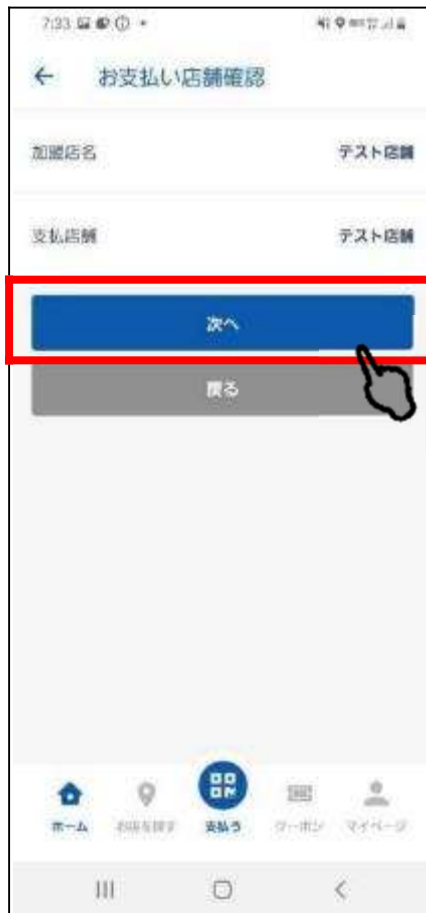 7:33
お支払い店舗確認
加盟店名 テスト店舗
支払店舗 テスト店舗
次へ
戻る
ホーム お店を探す 支払う クーポン マイページ